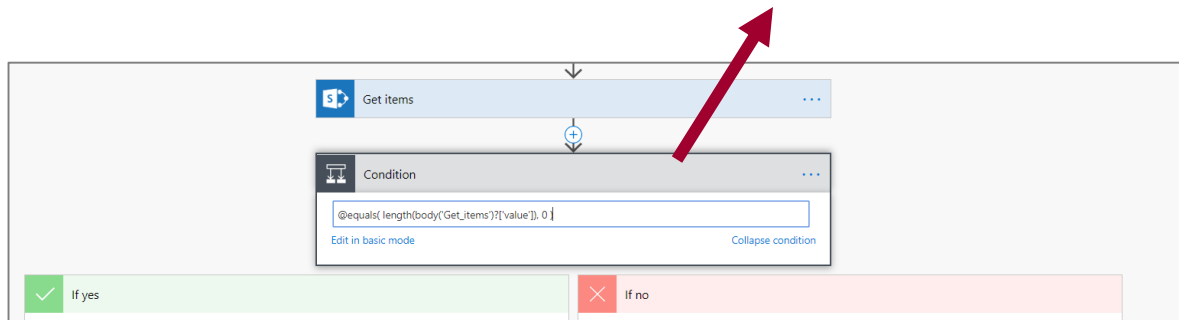 S
Get items
Condition
@equals( length(body('Get_items')?['value']), 0 )
Edit in basic mode
Collapse condition
If yes
If no